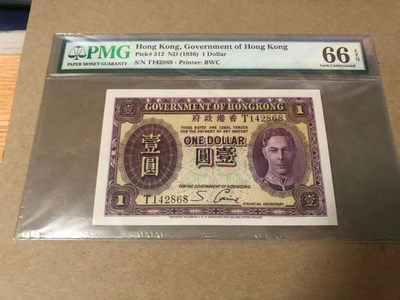 PMG
PAPER MONEY GUARANTY
Hong Kong, Government of Hong Kong
Pick# 312 ND (1936) 1 Dollar
S/N T142868 - Printer: BWC
66 EPQ
Gem Uncirculated
GOVERNMENT OF HONGKONG
府政港香
T142868
THESE NOTES ARE LEGAL TENDER
FOR THE PAYMENT OF ANY AMOUNT
ONE DOLLAR
圓壹
壹
圓
FOR THE GOVERNMENT OF HONGKONG
T142868
FINANCIAL SECRETARY
1
1
壹
壹